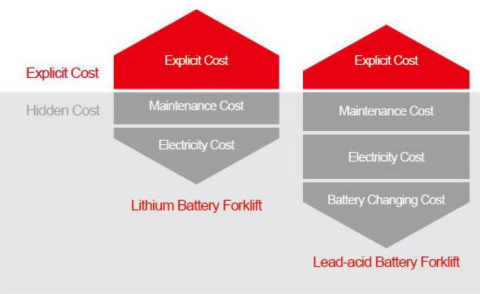 Explicit Cost
Hidden Cost
Explicit Cost
Maintenance Cost
Electricity Cost
Lithium Battery Forklift
Explicit Cost
Maintenance Cost
Electricity Cost
Battery Changing Cost
Lead-acid Battery Forklift